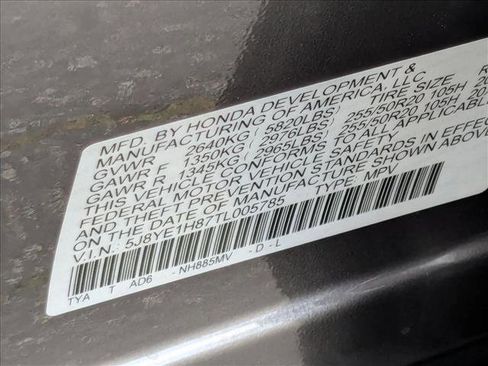 MFD. BY HONDA DEVELOPMENT &
MANUFACTURING OF AMERICA, LLC
GVWR 2640KG ( 5820LBS) TIRE SIZE R
GAWR F 1350KG ( 2976LBS) 255/50R20 105H 20
GAWR R 1345KG ( 2965LBS) 255/50R20 105H 20
THIS VEHICLE CONFORMS TO ALL APPLICABLE
FEDERAL MOTOR VEHICLE SAFETY
AND THEFT PREVENTION STANDARDS IN EFFECT
ON THE DATE OF MANUFACTURE SHOWN ABOVE
V.I.N.: 5J8YE1H87TL005785 TYPE: MPV
TYA T AD6 -NH885MV -D-L